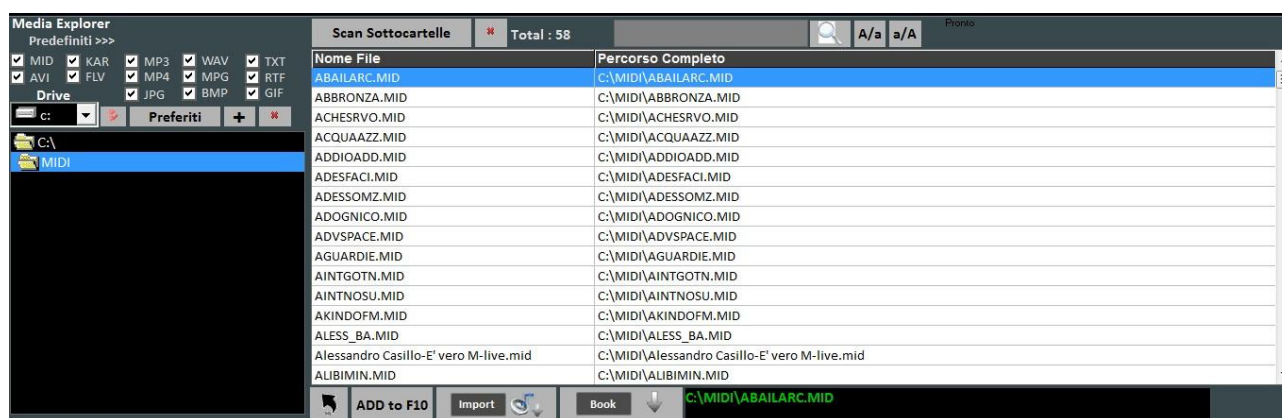 Media Explorer
Predefiniti >>>
MID KAR MP3 WAV TXT
AVI FLV MP4 MPG RTF
Drive JPG BMP GIF
c: Preferiti +
C:\
MIDI
Scan Sottocartelle Total : 58 A/a a/A Pronto
Nome File Percorso Completo
ABAILARC.MID C:\MIDI\ABAILARC.MID
ABBRONZA.MID C:\MIDI\ABBRONZA.MID
ACHESRVO.MID C:\MIDI\ACHESRVO.MID
ACQUAAZZ.MID C:\MIDI\ACQUAAZZ.MID
ADDIOADD.MID C:\MIDI\ADDIOADD.MID
ADESFACI.MID C:\MIDI\ADESFACI.MID
ADESSOMZ.MID C:\MIDI\ADESSOMZ.MID
ADOGNICO.MID C:\MIDI\ADOGNICO.MID
ADVSPACE.MID C:\MIDI\ADVSPACE.MID
AGUARDIE.MID C:\MIDI\AGUARDIE.MID
AINTGOTN.MID C:\MIDI\AINTGOTN.MID
AINTNOSU.MID C:\MIDI\AINTNOSU.MID
AKINDOFM.MID C:\MIDI\AKINDOFM.MID
ALESS_BA.MID C:\MIDI\ALESS_BA.MID
Alessandro Casillo-E' vero M-live.mid C:\MIDI\Alessandro Casillo-E' vero M-live.mid
ALIBIMIN.MID C:\MIDI\ALIBIMIN.MID
ADD to F10 Import Book C:\MIDI\ABAILARC.MID